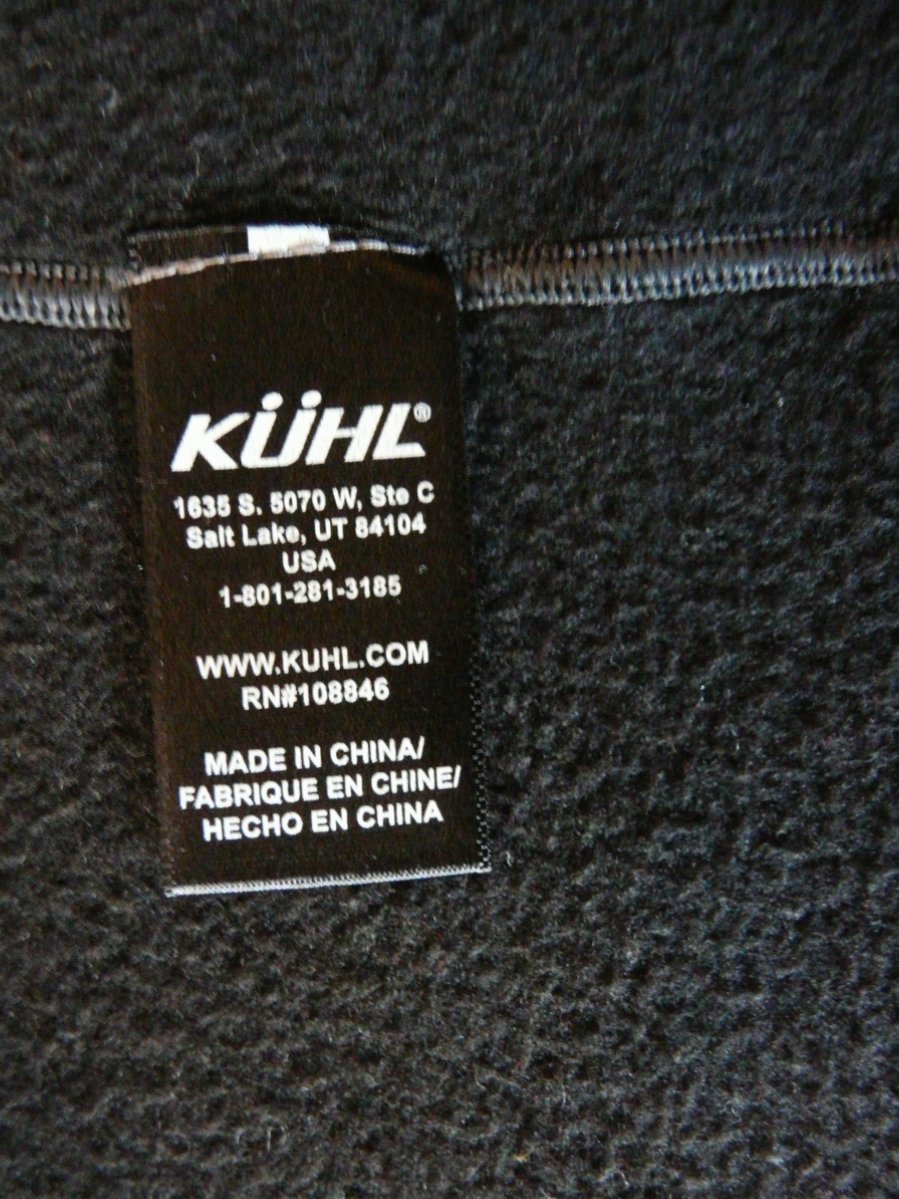 KÜHL®
1635 S. 5070 W, Ste C
Salt Lake, UT 84104
USA
1-801-281-3185
WWW.KUHL.COM
RN#108846
MADE IN CHINA/
FABRIQUE EN CHINE/
HECHO EN CHINA